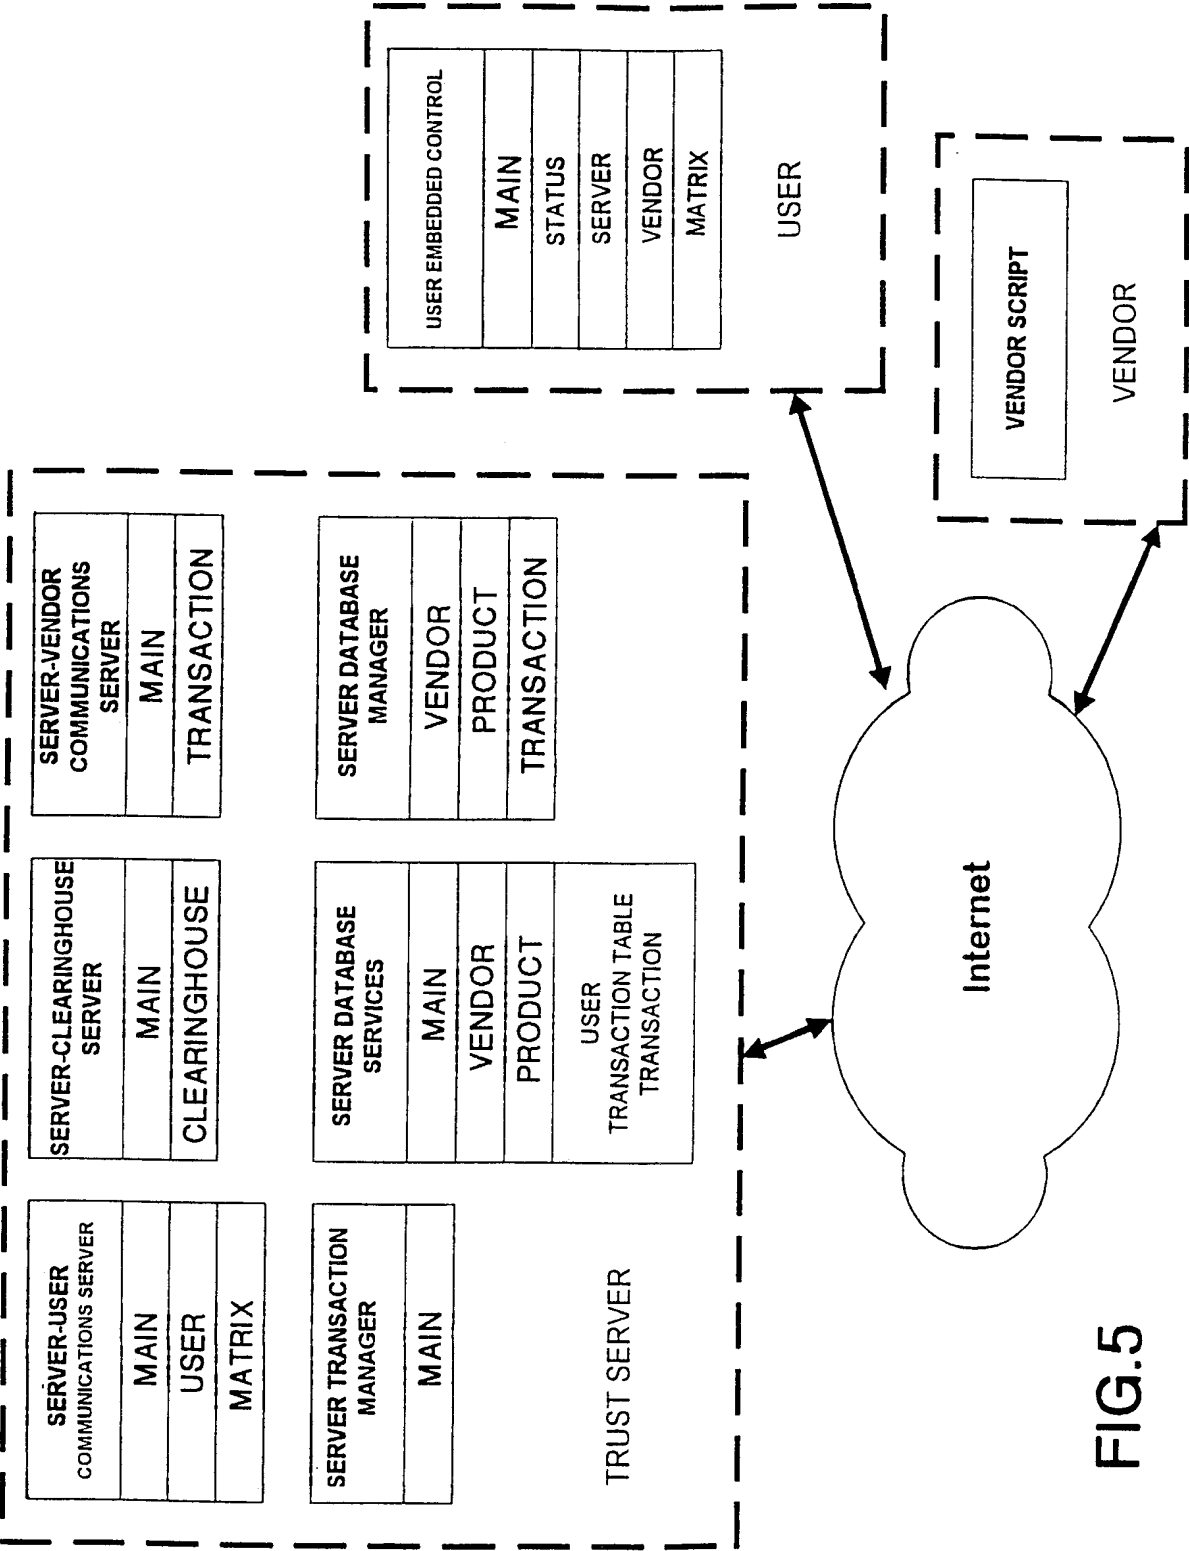 SERVER-USER
COMMUNICATIONS SERVER
MAIN
USER
MATRIX
SERVER-CLEARINGHOUSE
SERVER
MAIN
CLEARINGHOUSE
SERVER-VENDOR
COMMUNICATIONS
SERVER
MAIN
TRANSACTION
SERVER TRANSACTION
MANAGER
MAIN
SERVER DATABASE
SERVICES
MAIN
VENDOR
PRODUCT
USER
TRANSACTION TABLE
TRANSACTION
SERVER DATABASE
MANAGER
VENDOR
PRODUCT
TRANSACTION
TRUST SERVER
USER EMBEDDED CONTROL
MAIN
STATUS
SERVER
VENDOR
MATRIX
USER
Internet
VENDOR SCRIPT
VENDOR
FIG.5